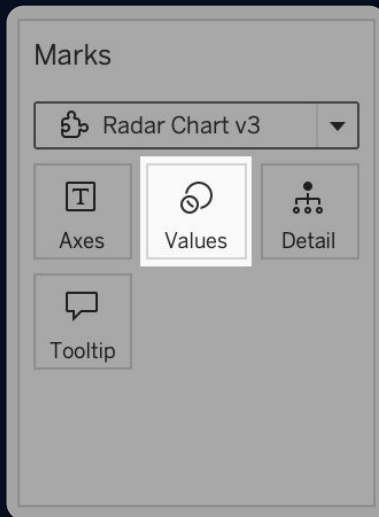 Marks
Radar Chart v3
T
Axes
Values
Detail
Tooltip